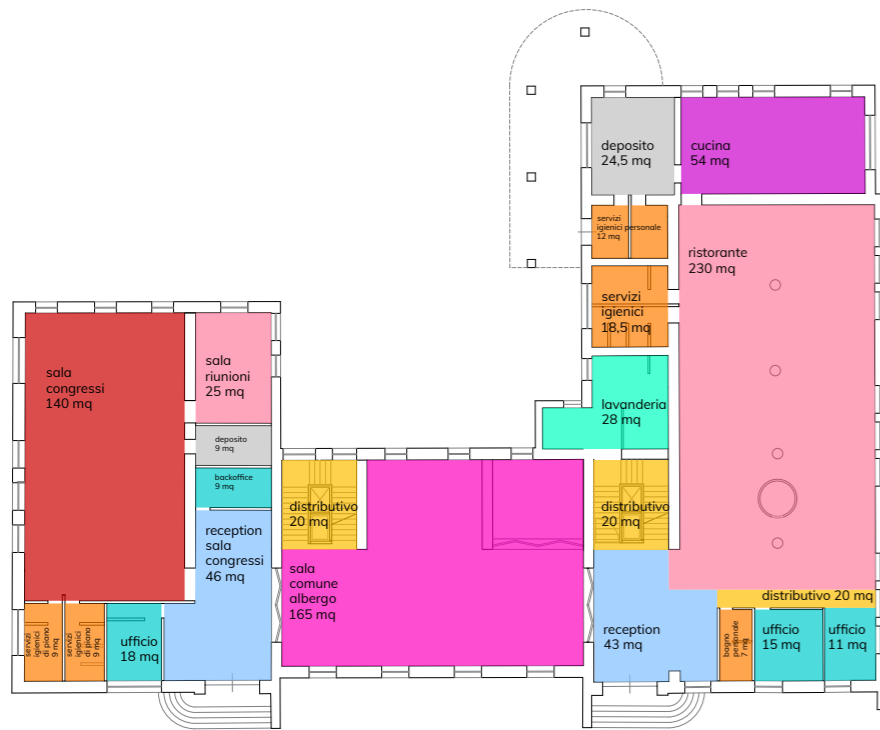 deposito
24,5 mq
cucina
54 mq
servizi
igienici personale
12 mq
ristorante
230 mq
servizi
igienici
18,5 mq
sala
congressi
140 mq
sala
riunioni
25 mq
lavanderia
28 mq
deposito
9 mq
backoffice
9 mq
distributivo
20 mq
distributivo
20 mq
reception
sala
congressi
46 mq
sala
comune
albergo
165 mq
distributivo 20 mq
servizi
igienici
di piano
9 mq
servizi
igienici
di piano
9 mq
ufficio
18 mq
reception
43 mq
bagno
personale
7 mq
ufficio
15 mq
ufficio
11 mq